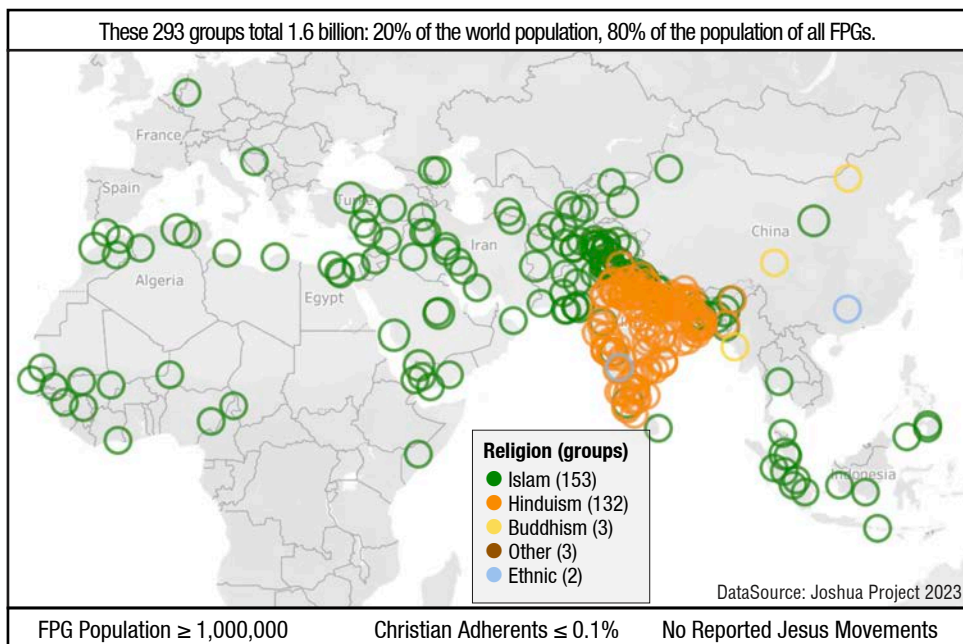 These 293 groups total 1.6 billion: 20% of the world population, 80% of the population of all FPGs.
France
Spain
Turkey
Iran
China
Algeria
Egypt
Indonesia
Religion (groups)
Islam (153)
Hinduism (132)
Buddhism (3)
Other (3)
Ethnic (2)
DataSource: Joshua Project 2023
FPG Population ≥ 1,000,000 Christian Adherents ≤ 0.1% No Reported Jesus Movements